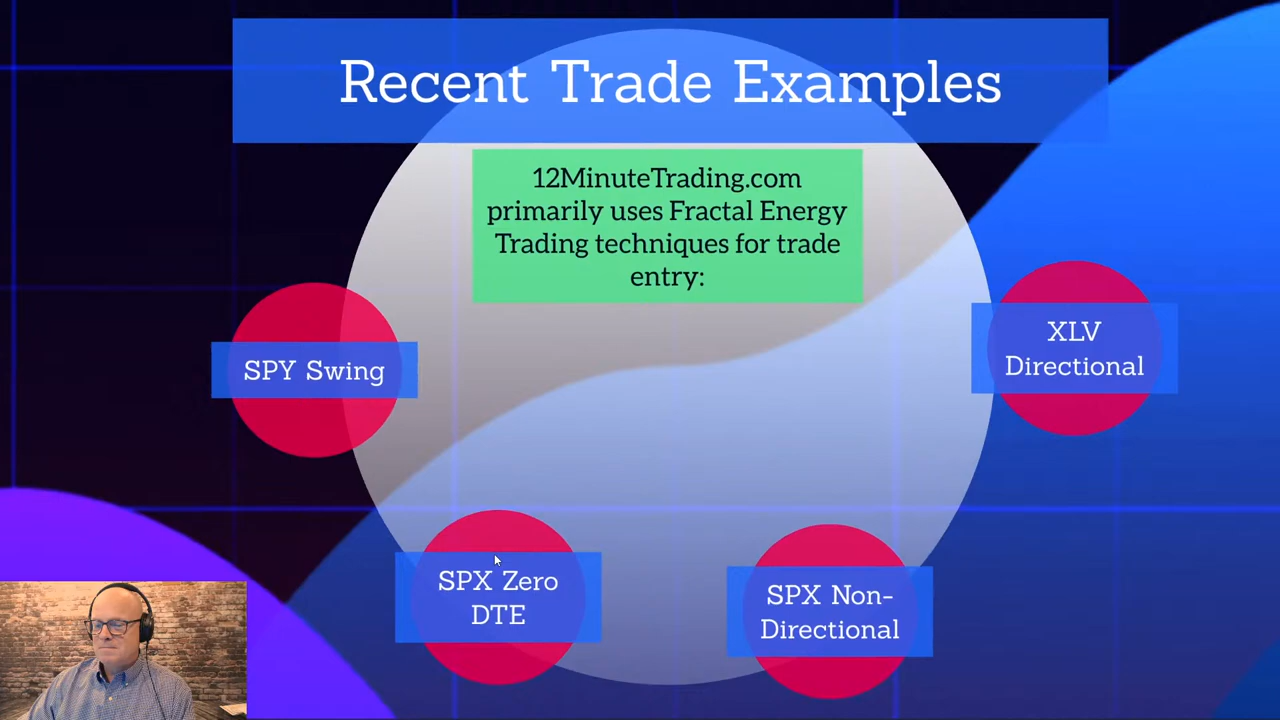 Recent Trade Examples
12MinuteTrading.com
primarily uses Fractal Energy
Trading techniques for trade
entry:
SPY Swing
XLV
Directional
SPX Zero
DTE
SPX Non-
Directional